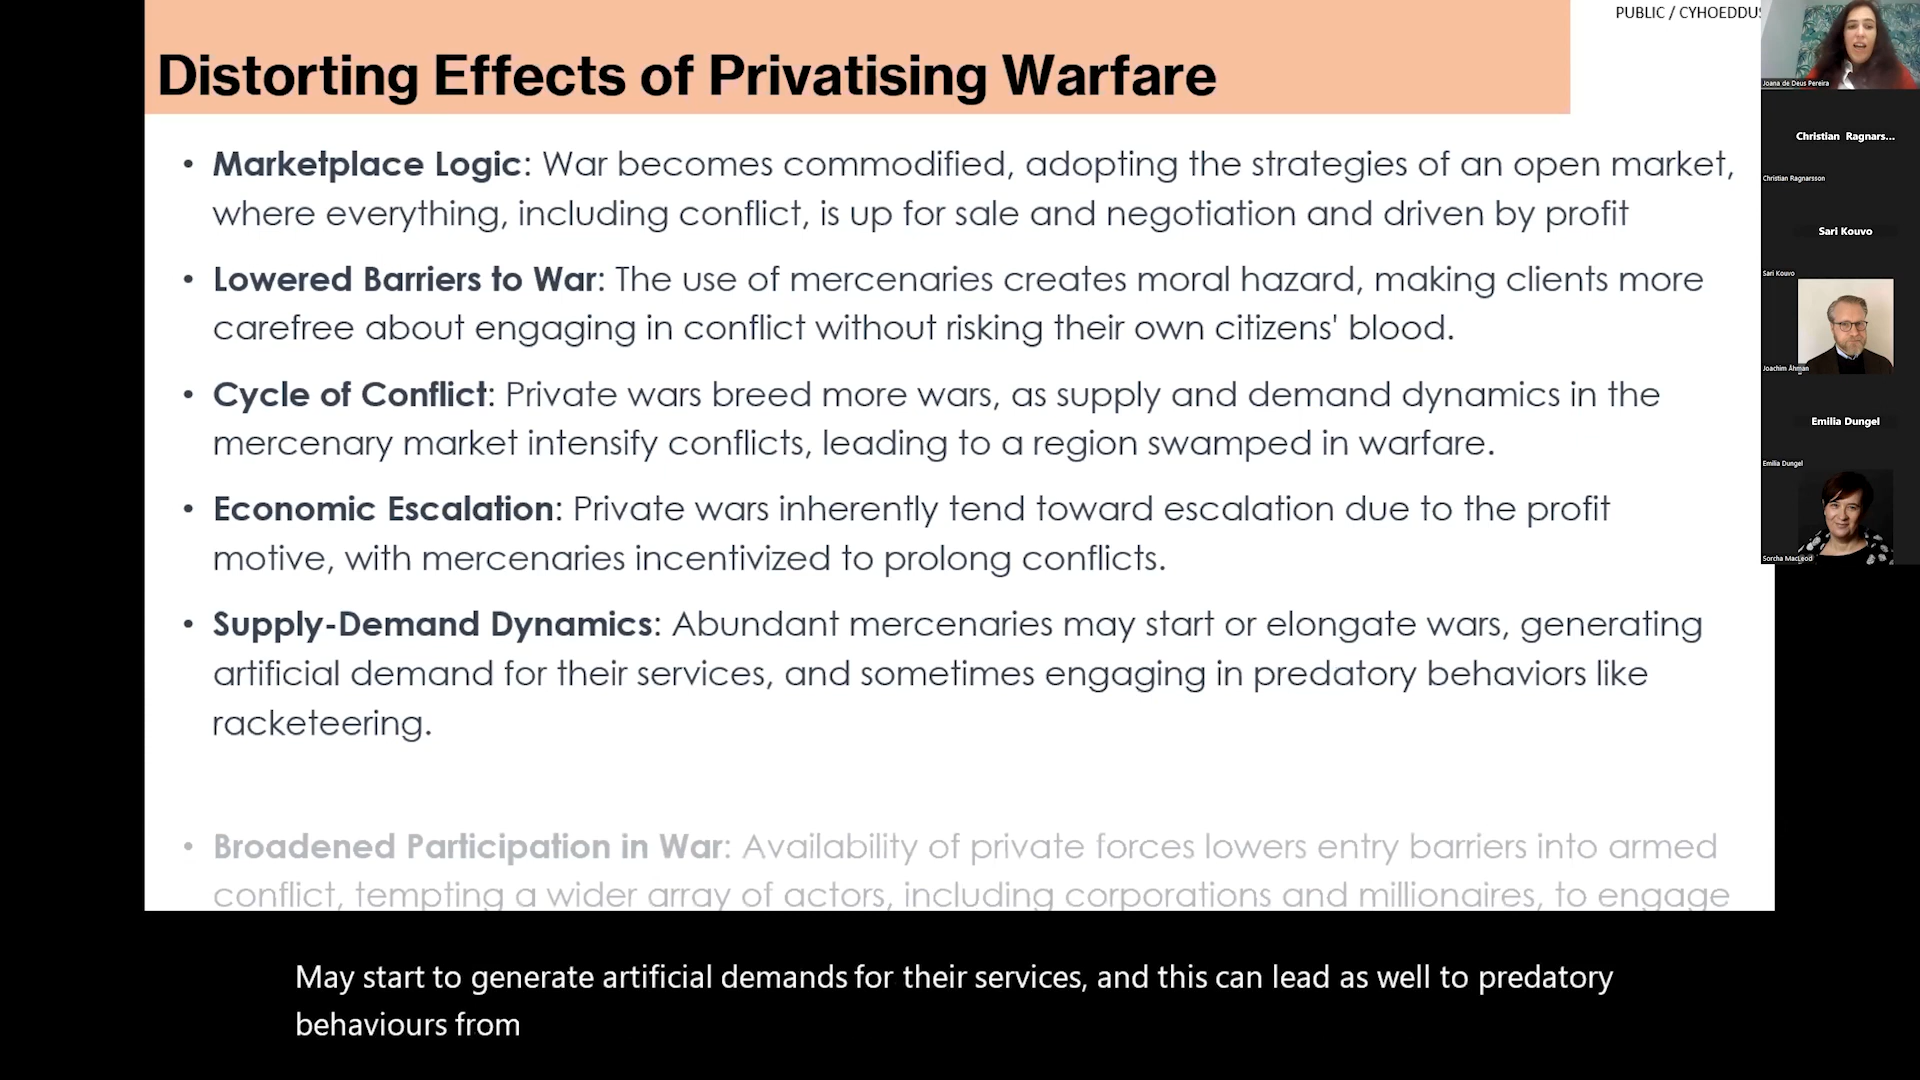 PUBLIC / CYHOEDDUS
Distorting Effects of Privatising Warfare
• Marketplace Logic: War becomes commodified, adopting the strategies of an open market,
where everything, including conflict, is up for sale and negotiation and driven by profit
• Lowered Barriers to War: The use of mercenaries creates moral hazard, making clients more
carefree about engaging in conflict without risking their own citizens' blood.
• Cycle of Conflict: Private wars breed more wars, as supply and demand dynamics in the
mercenary market intensify conflicts, leading to a region swamped in warfare.
• Economic Escalation: Private wars inherently tend toward escalation due to the profit
motive, with mercenaries incentivized to prolong conflicts.
• Supply-Demand Dynamics: Abundant mercenaries may start or elongate wars, generating
artificial demand for their services, and sometimes engaging in predatory behaviors like
racketeering.
• Broadened Participation in War: Availability of private forces lowers entry barriers into armed
conflict, tempting a wider array of actors, including corporations and millionaires, to engage
Joana de Deus Pereira
Christian Ragnars...
Christian Ragnarsson
Sari Kouvo
Sari Kouvo
Joachim Åhman
Emilia Dungel
Emilia Dungel
Sorcha MacLeod
May start to generate artificial demands for their services, and this can lead as well to predatory
behaviours from